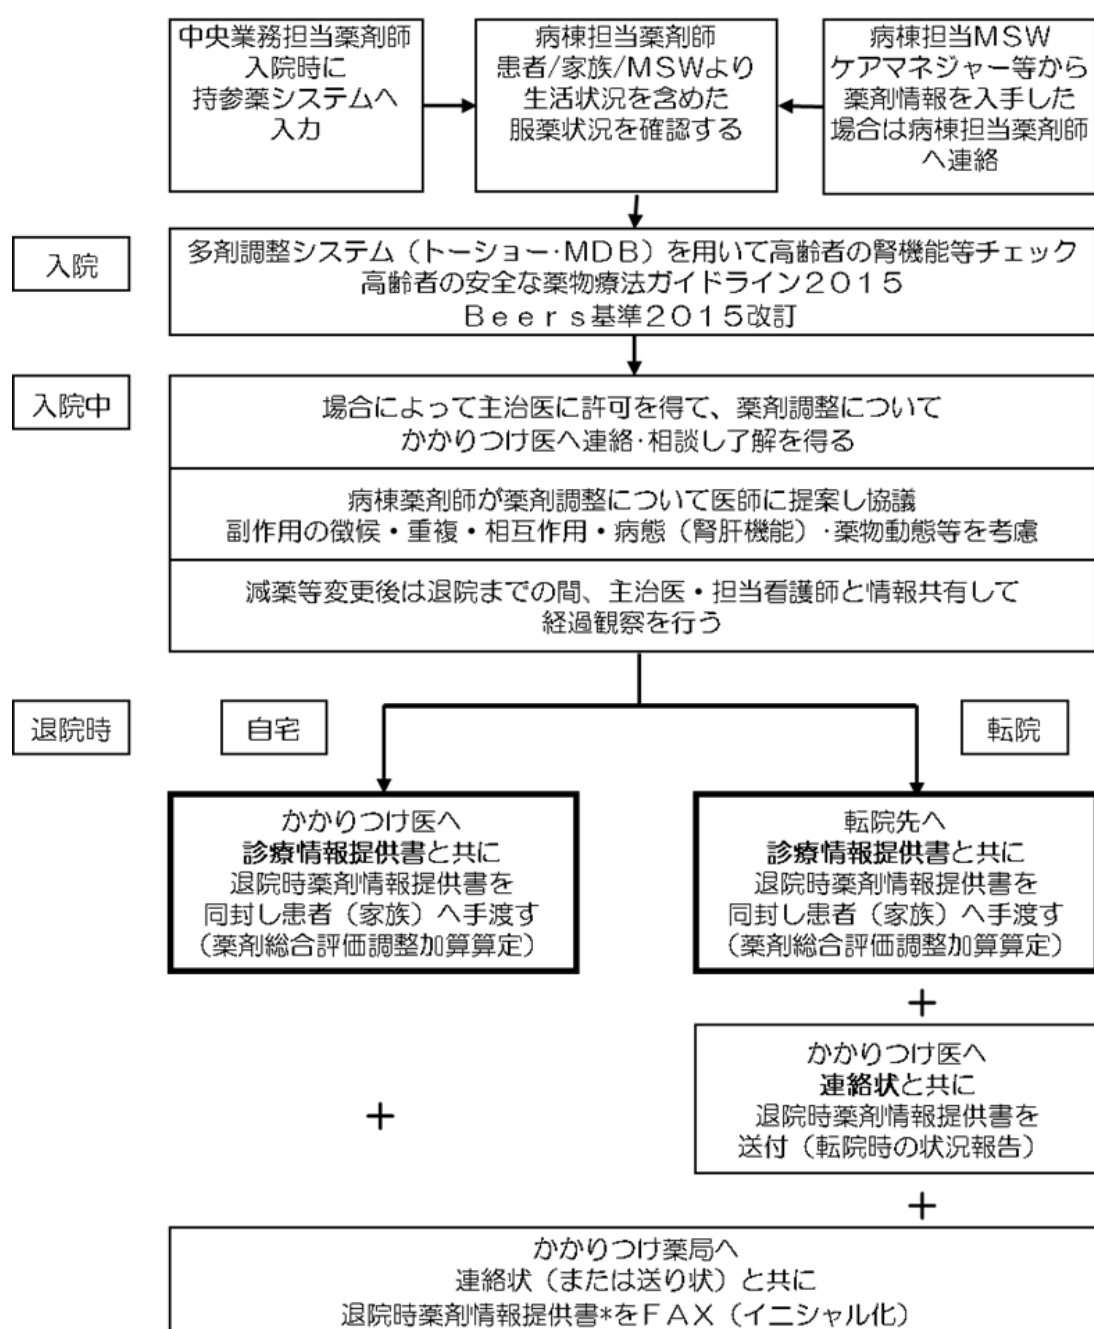 中央業務担当薬剤師
入院時に
持参薬システムへ
入力
病棟担当薬剤師
患者/家族/MSWより
生活状況を含めた
服薬状況を確認する
病棟担当MSW
ケアマネジャー等から
薬剤情報を入手した
場合は病棟担当薬剤師
へ連絡
入院
多剤調整システム（トーショー·MDB）を用いて高齢者の腎機能等チェック
高齢者の安全な薬物療法ガイドライン２０１５
Ｂｅｅｒｓ基準２０１５改訂
入院中
場合によって主治医に許可を得て、薬剤調整について
かかりつけ医へ連絡·相談し了解を得る
病棟薬剤師が薬剤調整について医師に提案し協議
副作用の徴候・重複・相互作用・病態（腎肝機能）·薬物動態等を考慮
減薬等変更後は退院までの間、主治医・担当看護師と情報共有して
経過観察を行う
退院時
自宅
転院
かかりつけ医へ
診療情報提供書と共に
退院時薬剤情報提供書を
同封し患者（家族）へ手渡す
（薬剤総合評価調整加算算定）
転院先へ
診療情報提供書と共に
退院時薬剤情報提供書を
同封し患者（家族）へ手渡す
（薬剤総合評価調整加算算定）
＋
かかりつけ医へ
連絡状と共に
退院時薬剤情報提供書を
送付（転院時の状況報告）
＋
＋
かかりつけ薬局へ
連絡状（または送り状）と共に
退院時薬剤情報提供書*をＦＡＸ（イニシャル化）